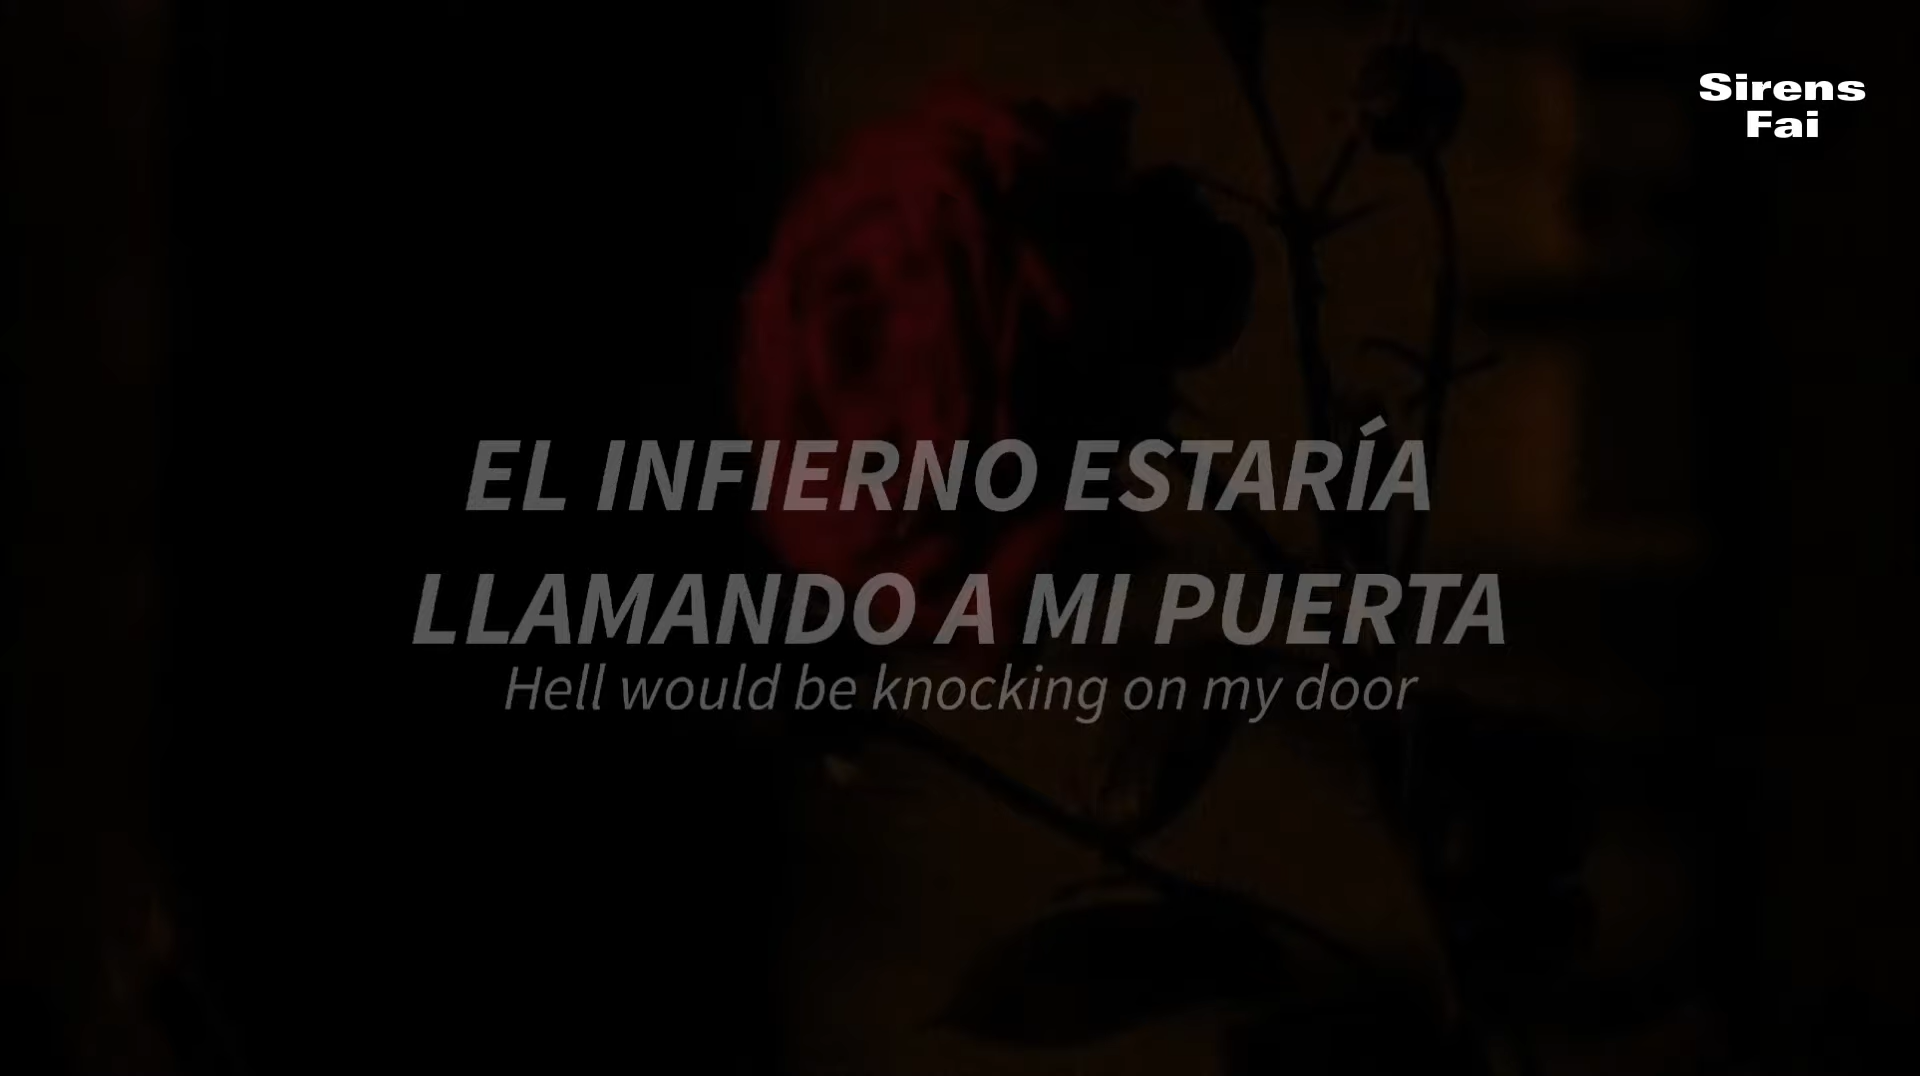 Sirens
Fai
EL INFIERNO ESTARÍA
LLAMANDO A MI PUERTA
Hell would be knocking on my door